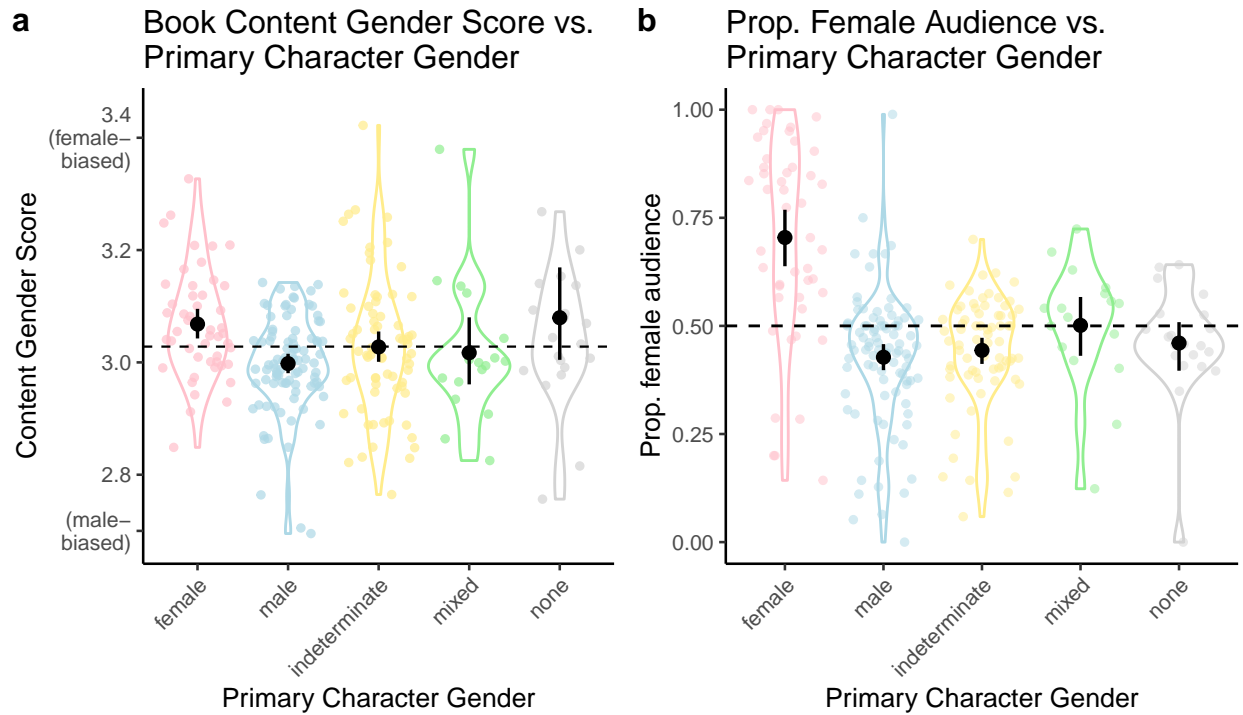 a
Book Content Gender Score vs.
Primary Character Gender
3.4
(female–
biased)
3.2
3.0
2.8
(male–
biased)
Content Gender Score
female
male
indeterminate
mixed
none
Primary Character Gender
b
Prop. Female Audience vs.
Primary Character Gender
1.00
0.75
0.50
0.25
0.00
Prop. female audience
female
male
indeterminate
mixed
none
Primary Character Gender